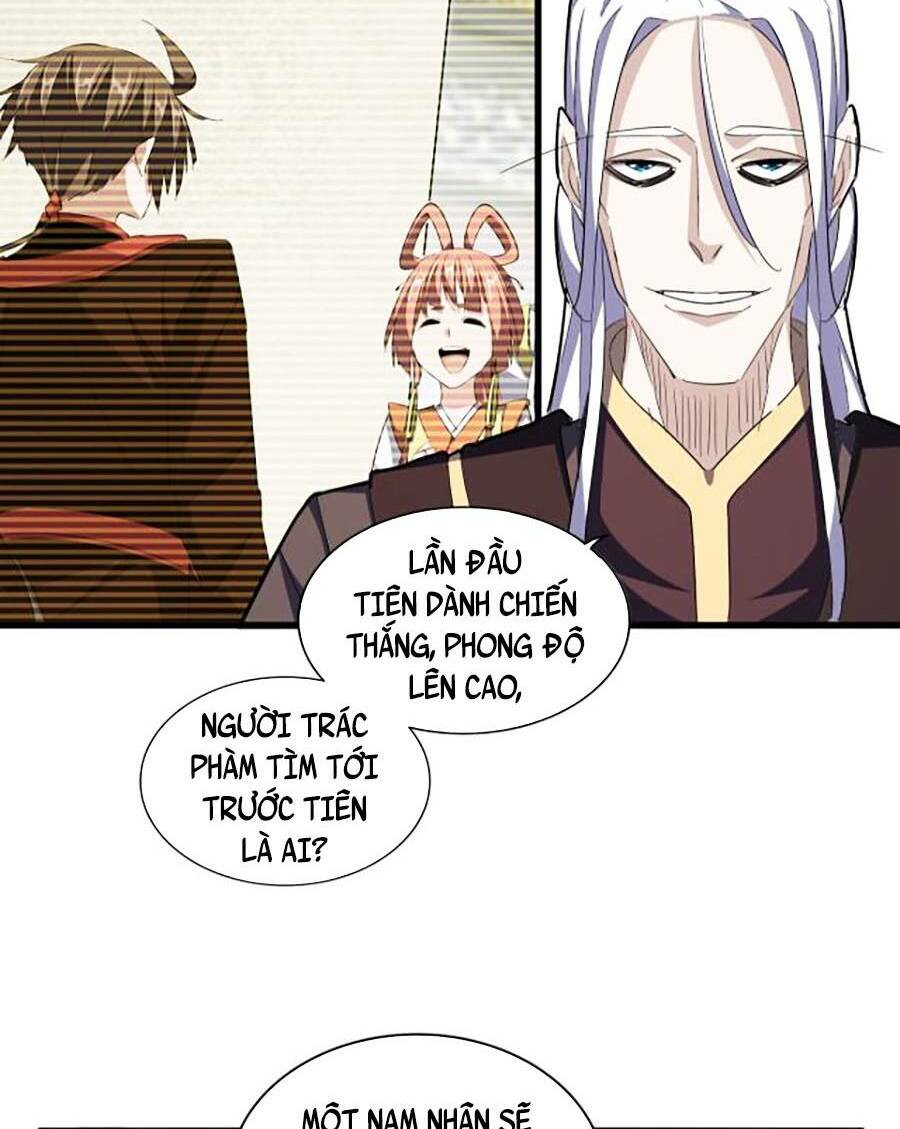 LẦN ĐẦU
TIÊN DÀNH CHIẾN
THẮNG, PHONG ĐỘ
LÊN CAO,
NGƯỜI TRÁC
PHÀM TÌM TỚI
TRƯỚC TIÊN
LÀ AI?
MỘT NAM NHÂN SẼ